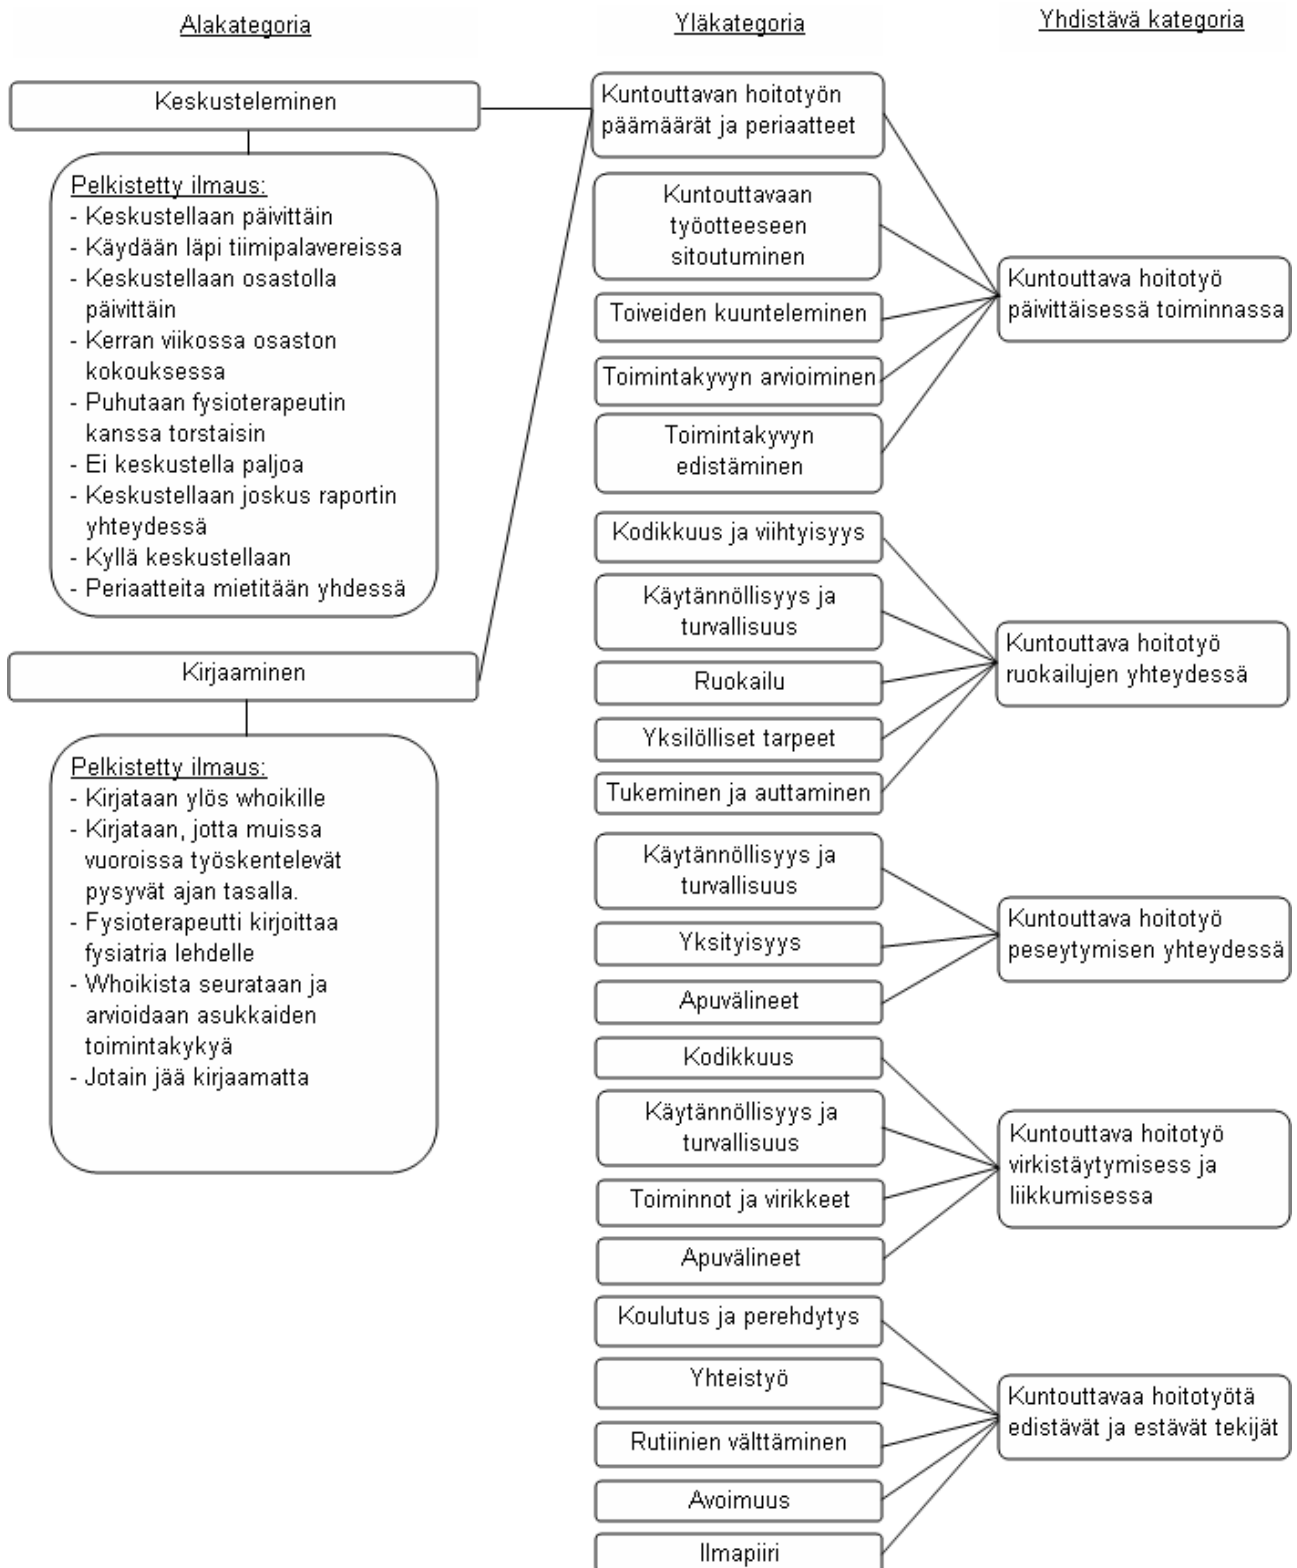 Alakategoria
Yläkategoria
Yhdistävä kategoria
Keskusteleminen
Pelkistetty ilmaus:
- Keskustellaan päivittäin
- Käydään läpi tiimipalavereissa
- Keskustellaan osastolla
päivittäin
- Kerran viikossa osaston
kokouksessa
- Puhutaan fysioterapeutin
kanssa torstaisin
- Ei keskustella paljoa
- Keskustellaan joskus raportin
yhteydessä
- Kyllä keskustellaan
- Periaatteita mietitään yhdessä
Kirjaaminen
Pelkistetty ilmaus:
- Kirjataan ylös whoikille
- Kirjataan, jotta muissa
vuoroissa työskentelevät
pysyvät ajan tasalla.
- Fysioterapeutti kirjoittaa
fysiatria lehdelle
- Whoikista seurataan ja
arvioidaan asukkaiden
toimintakykyä
- Jotain jää kirjaamatta
Kuntouttavan hoitotyön
päämäärät ja periaatteet
Kuntouttavaan
työotteeseen
sitoutuminen
Toiveiden kuunteleminen
Toimintakyvyn arvioiminen
Toimintakyvyn
edistäminen
Kodikkuus ja viihtyisyys
Käytännöllisyys ja
turvallisuus
Ruokailu
Yksilölliset tarpeet
Tukeminen ja auttaminen
Käytännöllisyys ja
turvallisuus
Yksityisyys
Apuvälineet
Kodikkuus
Käytännöllisyys ja
turvallisuus
Toiminnot ja virikkeet
Apuvälineet
Koulutus ja perehdytys
Yhteistyö
Rutiinien välttäminen
Avoimuus
Ilmapiiri
Kuntouttava hoitotyö
päivittäisessä toiminnassa
Kuntouttava hoitotyö
ruokailujen yhteydessä
Kuntouttava hoitotyö
peseytymisen yhteydessä
Kuntouttava hoitotyö
virkistäytymisess ja
liikkumisessa
Kuntouttavaa hoitotyötä
edistävät ja estävät tekijät